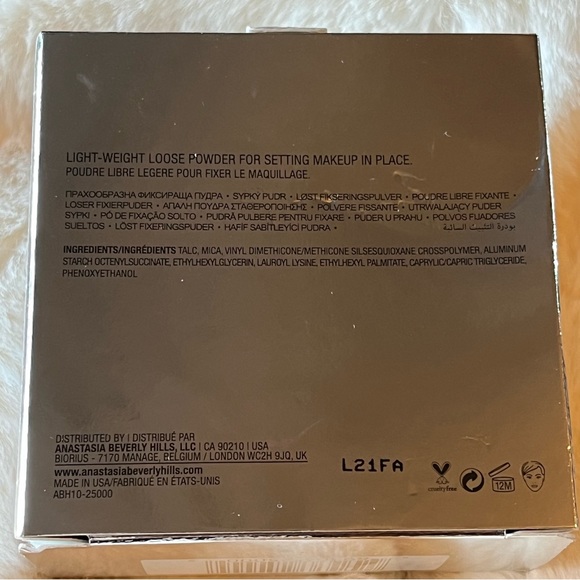 LIGHT-WEIGHT LOOSE POWDER FOR SETTING MAKEUP IN PLACE.
POUDRE LIBRE LEGERE POUR FIXER LE MAQUILLAGE.
ПРАХООБРАЗНА ФИКСИРАЩА ПУДРА • SYPKÝ PUDR • LØST FIKSERINGSPULVER • POUDRE LIBRE FIXANTE •
LOSER FIXIERPUDER • ΑΠΑΛΗ ΠΟΥΔΡΑ ΣΤΑΘΕΡΟΠΟΙΗΣΗΣ • POLVERE FISSANTE • UTRWALAJĄCY PUDER
SYPKI • PÓ DE FIXAÇÃO SOLTO • PUDRĂ PULBERE PENTRU FIXARE • PUDER U PRAHU • POLVOS FIJADORES
SUELTOS • LÖST FIXERINGSPUDER • HAFİF SABİTLEYİCİ PUDRA • بودرة التثبيت السائبة
INGREDIENTS/INGRÉDIENTS TALC, MICA, VINYL DIMETHICONE/METHICONE SILSESQUIOXANE CROSSPOLYMER, ALUMINUM
STARCH OCTENYLSUCCINATE, ETHYLHEXYLGLYCERIN, LAUROYL LYSINE, ETHYLHEXYL PALMITATE, CAPRYLIC/CAPRIC TRIGLYCERIDE,
PHENOXYETHANOL
DISTRIBUTED BY | DISTRIBUÉ PAR
ANASTASIA BEVERLY HILLS, LLC | CA 90210 | USA
BIORIUS - 7170 MANAGE, BELGIUM / LONDON WC2H 9JQ, UK
www.anastasiabeverlyhills.com
MADE IN USA/FABRIQUÉ EN ÉTATS-UNIS
ABH10-25000
L21FA
crueltyfree
12M